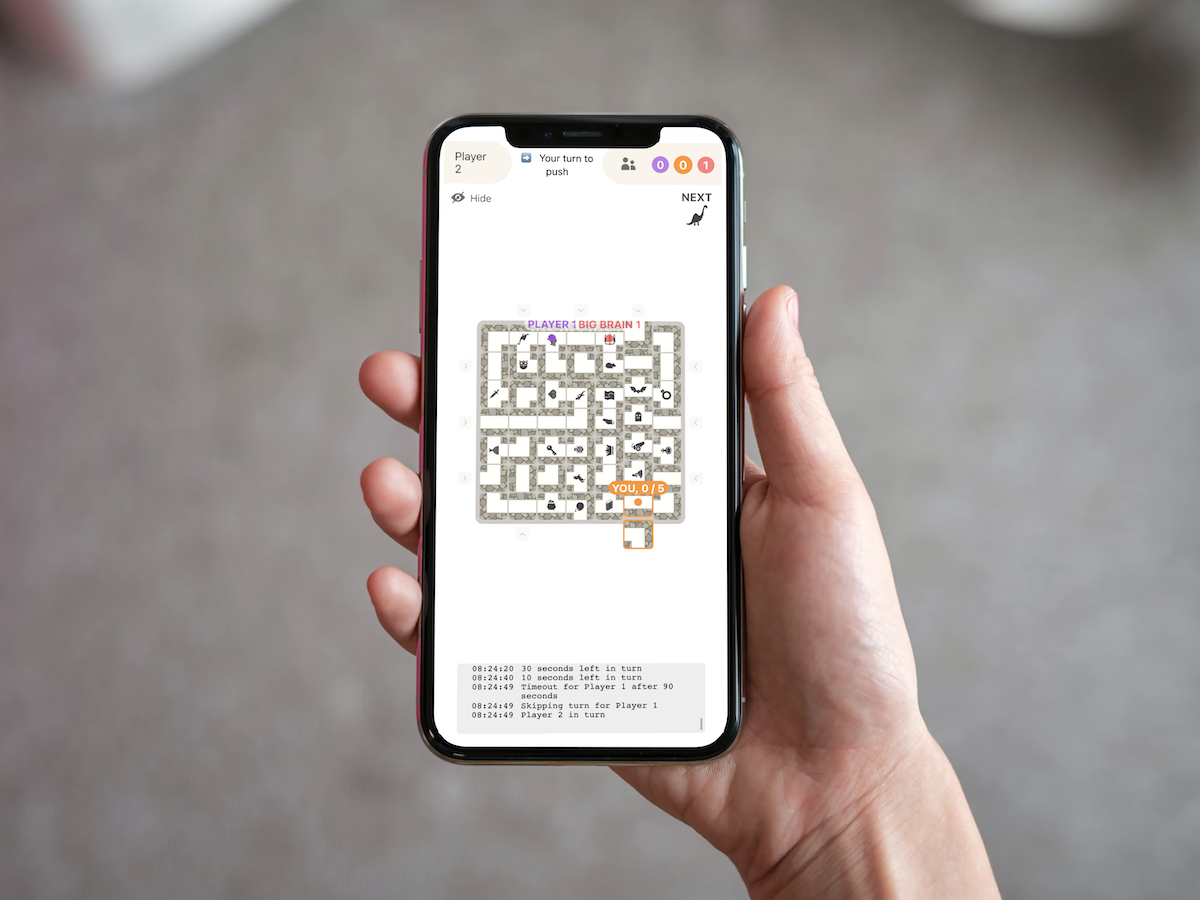 Player
2
Your turn to
push
0 0 1
Hide
NEXT
PLAYER 1 BIG BRAIN 1
YOU, 0 / 5
08:24:20 30 seconds left in turn
08:24:40 10 seconds left in turn
08:24:49 Timeout for Player 1 after 90
seconds
08:24:49 Skipping turn for Player 1
08:24:49 Player 2 in turn